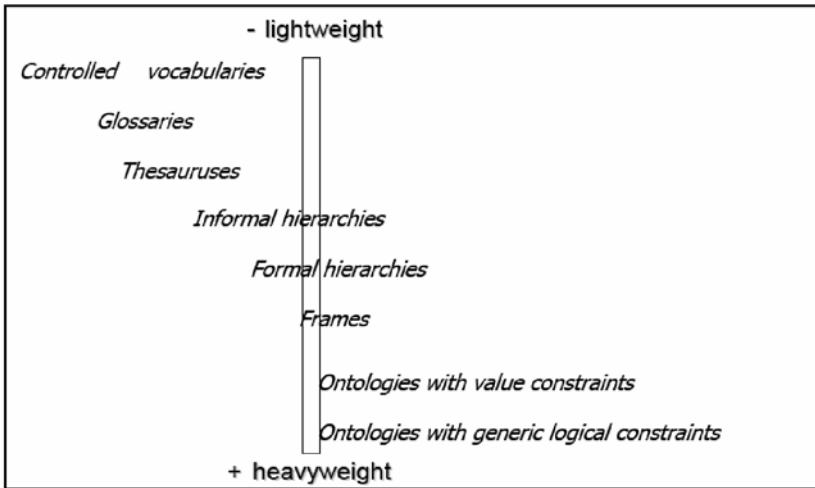 - lightweight
Controlled vocabularies
Glossaries
Thesauruses
Informal hierarchies
Formal hierarchies
Frames
Ontologies with value constraints
Ontologies with generic logical constraints
+ heavyweight